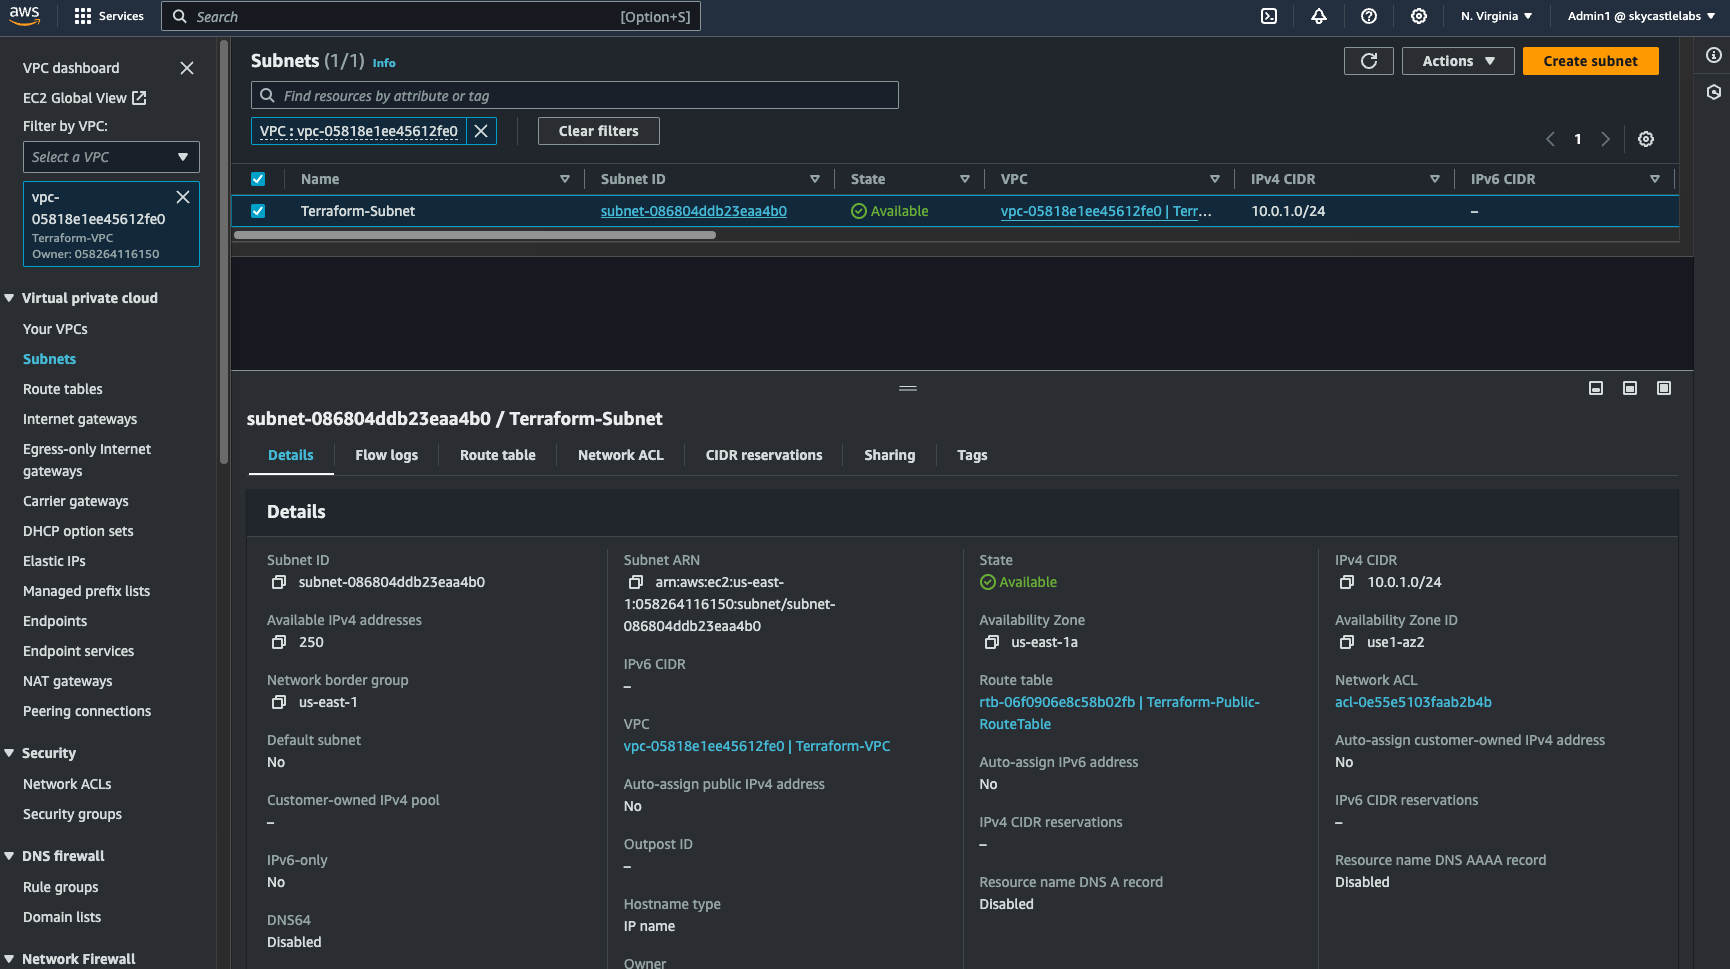 aws
Services
Search
[Option+S]
N. Virginia
Admin1 @ skycastlelabs
VPC dashboard
EC2 Global View
Filter by VPC:
Select a VPC
vpc-
05818e1ee45612fe0
Terraform-VPC
Owner: 058264116150
Virtual private cloud
Your VPCs
Subnets
Route tables
Internet gateways
Egress-only Internet
gateways
Carrier gateways
DHCP option sets
Elastic IPs
Managed prefix lists
Endpoints
Endpoint services
NAT gateways
Peering connections
Security
Network ACLs
Security groups
DNS firewall
Rule groups
Domain lists
Network Firewall
Subnets (1/1) Info
Actions
Create subnet
Find resources by attribute or tag
VPC : vpc-05818e1ee45612fe0
Clear filters
1
Name Subnet ID State VPC IPv4 CIDR IPv6 CIDR
Terraform-Subnet subnet-086804ddb23eaa4b0 Available vpc-05818e1ee45612fe0 | Terr... 10.0.1.0/24 –
subnet-086804ddb23eaa4b0 / Terraform-Subnet
Details Flow logs Route table Network ACL CIDR reservations Sharing Tags
Details
Subnet ID
subnet-086804ddb23eaa4b0
Available IPv4 addresses
250
Network border group
us-east-1
Default subnet
No
Customer-owned IPv4 pool
–
IPv6-only
No
DNS64
Disabled
Subnet ARN
arn:aws:ec2:us-east-
1:058264116150:subnet/subnet-
086804ddb23eaa4b0
IPv6 CIDR
–
VPC
vpc-05818e1ee45612fe0 | Terraform-VPC
Auto-assign public IPv4 address
No
Outpost ID
–
Hostname type
IP name
Owner
State
Available
Availability Zone
us-east-1a
Route table
rtb-06f0906e8c58b02fb | Terraform-Public-
RouteTable
Auto-assign IPv6 address
No
IPv4 CIDR reservations
–
Resource name DNS A record
Disabled
IPv4 CIDR
10.0.1.0/24
Availability Zone ID
use1-az2
Network ACL
acl-0e55e5103faab2b4b
Auto-assign customer-owned IPv4 address
No
IPv6 CIDR reservations
–
Resource name DNS AAAA record
Disabled